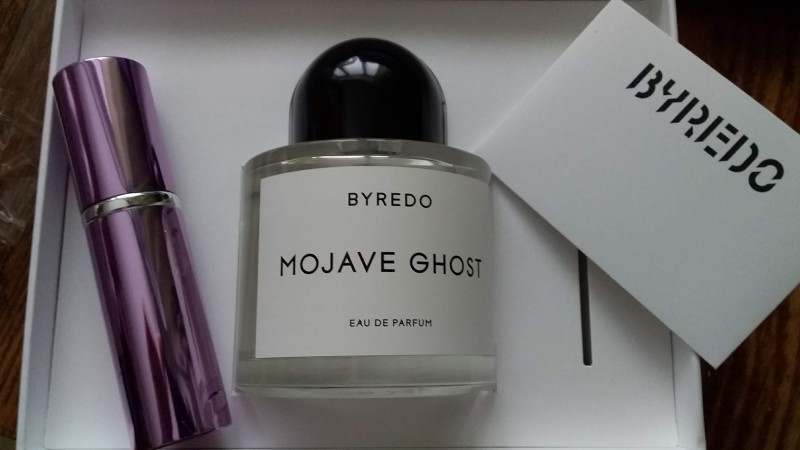 BYREDO
MOJAVE GHOST
EAU DE PARFUM
BYREDO